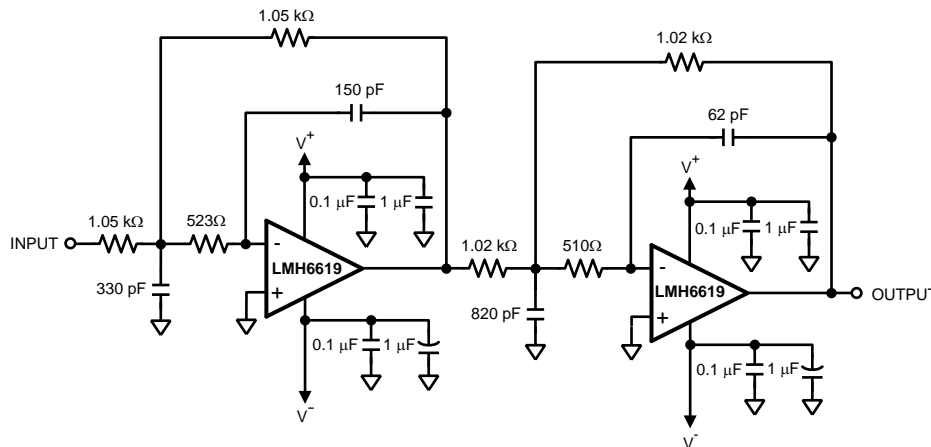 1.05 kΩ
150 pF
V+
0.1 µF
1 µF
1.05 kΩ
523Ω
INPUT
-
LMH6619
+
330 pF
0.1 µF
1 µF
V-
1.02 kΩ
62 pF
V+
0.1 µF
1 µF
1.02 kΩ
510Ω
-
LMH6619
+
OUTPUT
820 pF
0.1 µF
1 µF
V-